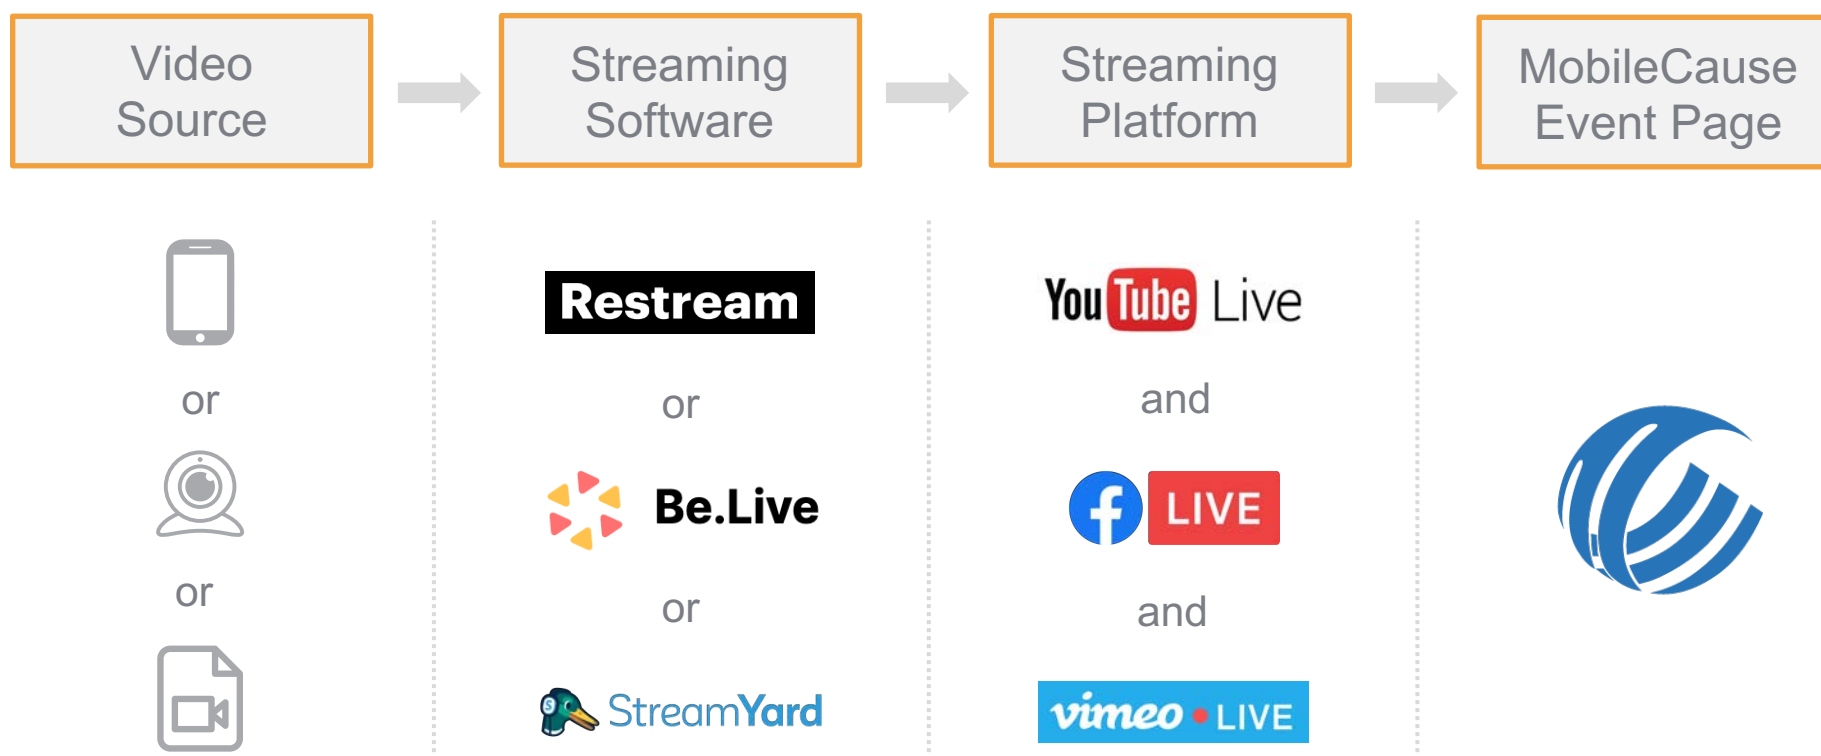 Video
Source
Streaming
Software
Streaming
Platform
MobileCause
Event Page
or
or
Restream
or
Be.Live
or
S
StreamYard
YouTube Live
and
f LIVE
and
vimeo LIVE